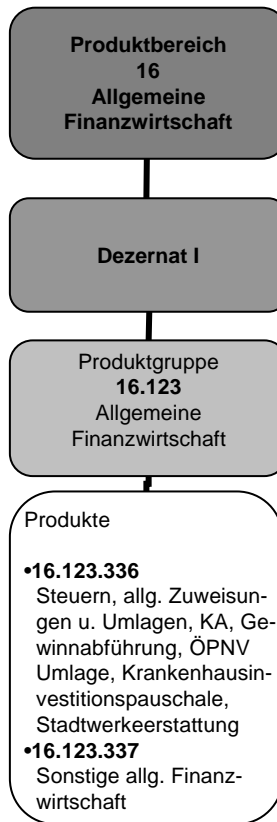 Produktbereich
16
Allgemeine
Finanzwirtschaft
Dezernat I
Produktgruppe
16.123
Allgemeine
Finanzwirtschaft
Produkte
•16.123.336
Steuern, allg. Zuweisun-
gen u. Umlagen, KA, Ge-
winnabführung, ÖPNV
Umlage, Krankenhausin-
vestitionspauschale,
Stadtwerkeerstattung
•16.123.337
Sonstige allg. Finanz-
wirtschaft